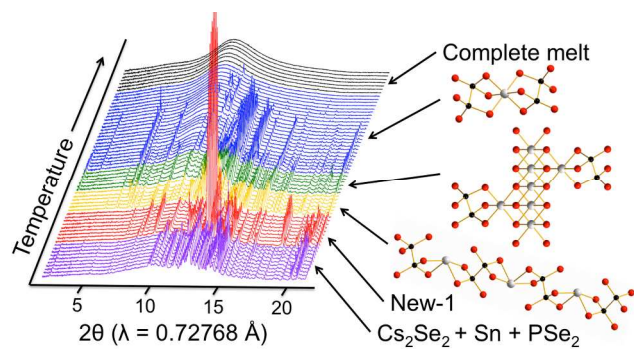 Complete melt
Temperature
New-1
5 10 15 20
2θ (λ = 0.72768 Å)
Cs₂Se₂ + Sn + PSe₂